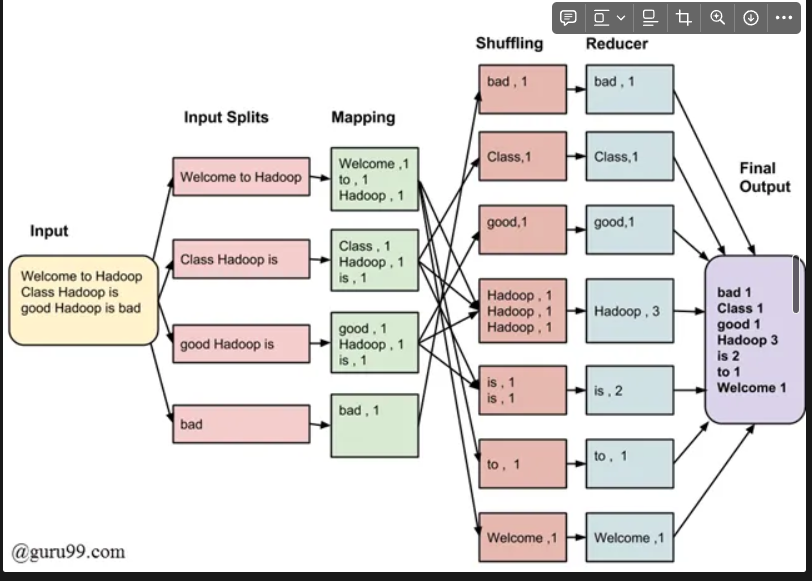 Shuffling
Reducer
Input Splits
Mapping
Final
Output
Input
Welcome to Hadoop
Class Hadoop is
good Hadoop is bad
Welcome to Hadoop
Class Hadoop is
good Hadoop is
bad
Welcome ,1
to , 1
Hadoop , 1
Class , 1
Hadoop , 1
is , 1
good , 1
Hadoop , 1
is , 1
bad , 1
bad , 1
Class,1
good,1
Hadoop , 1
Hadoop , 1
Hadoop , 1
is , 1
is , 1
to , 1
Welcome ,1
bad , 1
Class,1
good,1
Hadoop , 3
is , 2
to , 1
Welcome ,1
bad 1
Class 1
good 1
Hadoop 3
is 2
to 1
Welcome 1
@guru99.com